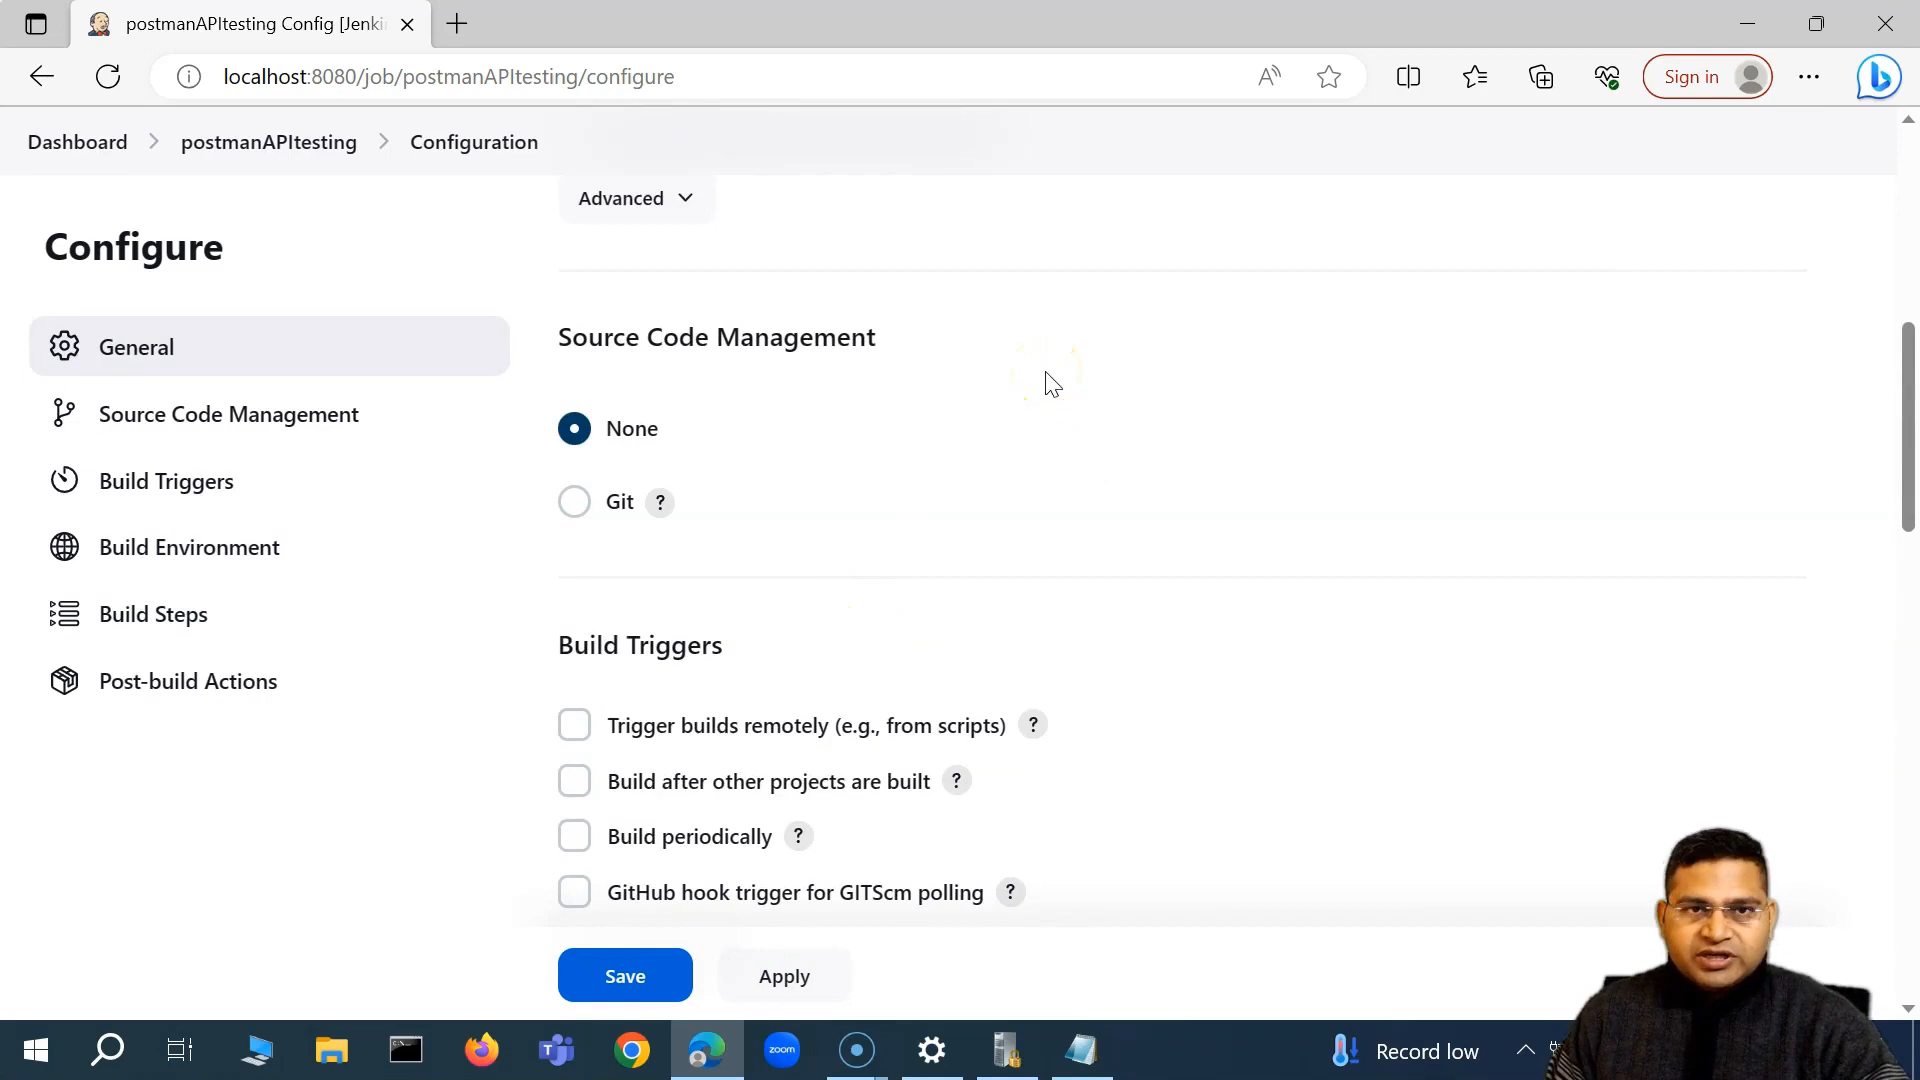 postmanAPItesting Config [Jenki
localhost:8080/job/postmanAPItesting/configure
Sign in
Dashboard
postmanAPItesting
Configuration
Advanced
Configure
General
Source Code Management
Build Triggers
Build Environment
Build Steps
Post-build Actions
Source Code Management
None
Git ?
Build Triggers
Trigger builds remotely (e.g., from scripts) ?
Build after other projects are built ?
Build periodically ?
GitHub hook trigger for GITScm polling ?
Save
Apply
zoom
Record low